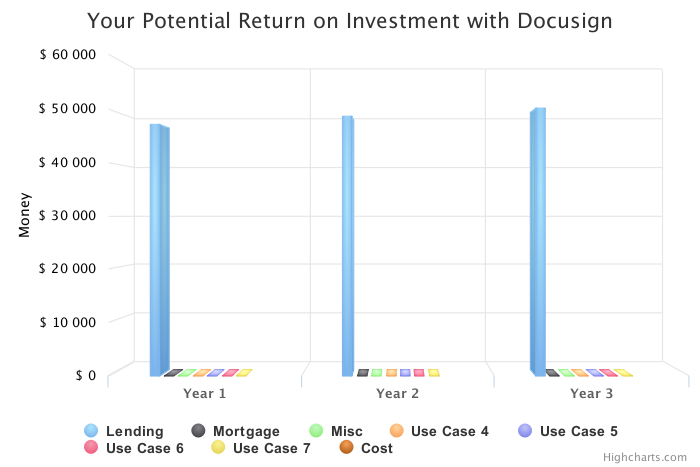 Your Potential Return on Investment with Docusign
$ 60 000
$ 50 000
$ 40 000
$ 30 000
$ 20 000
$ 10 000
$ 0
Money
Year 1 Year 2 Year 3
Lending Mortgage Misc Use Case 4 Use Case 5
Use Case 6 Use Case 7 Cost
Highcharts.com